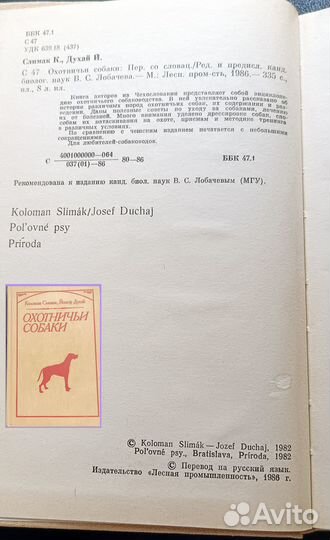 ББК 47.1
С 47
УДК 639.18 (437)
Слимак К., Духай Й.
С 47 Охотничьи собаки: Пер. со словац./Ред. и предисл. канд.
биолог. наук В. С. Лобачева.— М.: Лесн. пром-сть, 1986.— 335 с.,
ил., 8 л. ил.
Книга авторов из Чехословакии представляет собой энциклопе-
дию охотничьего собаководства. В ней увлекательно рассказано об
истории различных пород охотничьих собак, их содержании и раз-
ведении. Даны полезные советы по уходу за собаками, лечению
их от болезней. Много внимания уделено дрессировке собак, спо-
собам их натаскивания на охоте, приемам и методам тренинга
в различных условиях.
По сравнению с чешским изданием печатается с небольшими
сокращениями.
Для любителей-собаководов.
С 4001000000—064 / 037(01)—86 80—86 ББК 47.1
Рекомендована к изданию канд. биол. наук В. С. Лобачевым (МГУ).
Koloman Slimák/Josef Duchaj
Poľovné psy
Príroda
Коломан Слимак, Йозеф Духай
ОХОТНИЧЬИ
СОБАКИ
© Koloman Slimák — Jozef Duchaj, 1982
Poľovné psy, Bratislava, Príroda, 1982
© Перевод на русский язык.
Издательство «Лесная промышленность», 1986 г.
Avito